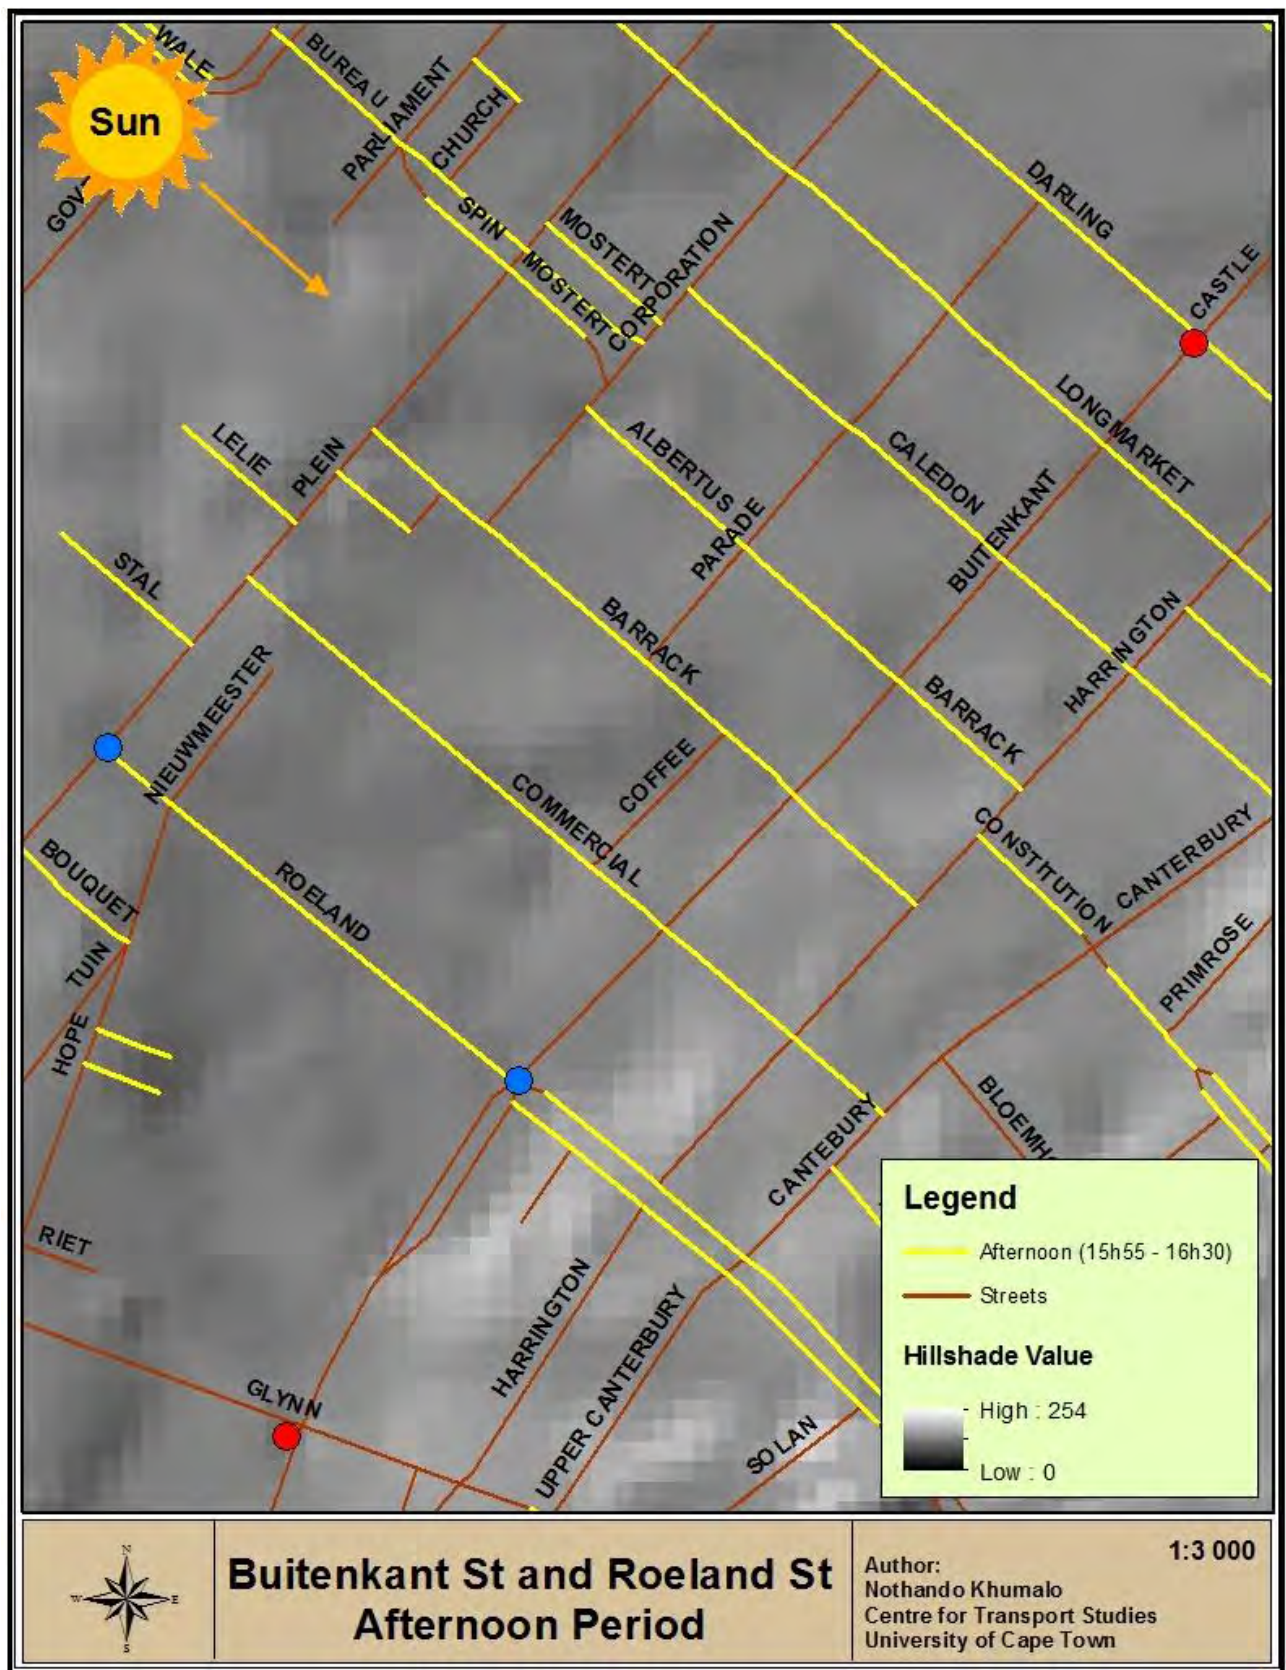 WALE
BUREAU
PARLIAMENT
CHURCH
Sun
GOV
SPIN
MOSTERT
MOSTERT
CORPORATION
DARLING
CASTLE
LELIE
PLEIN
ALBERTUS
LONGMARKET
CALEDON
PARADE
BUITENKANT
STAL
BARRACK
HARRINGTON
NIEUWMEESTER
BARRACK
COFFEE
COMMERCIAL
CONSTITUTION
CANTERBURY
BOUQUET
ROELAND
TUIN
PRIMROSE
HOPE
BLOEMH
CANTEBURY
RIET
HARRINGTON
UPPER CANTERBURY
GLYNN
SOLAN
Legend
Afternoon (15h55 - 16h30)
Streets
Hillshade Value
High : 254
Low : 0
N
W E
S
Buitenkant St and Roeland St
Afternoon Period
1:3 000
Author:
Nothando Khumalo
Centre for Transport Studies
University of Cape Town